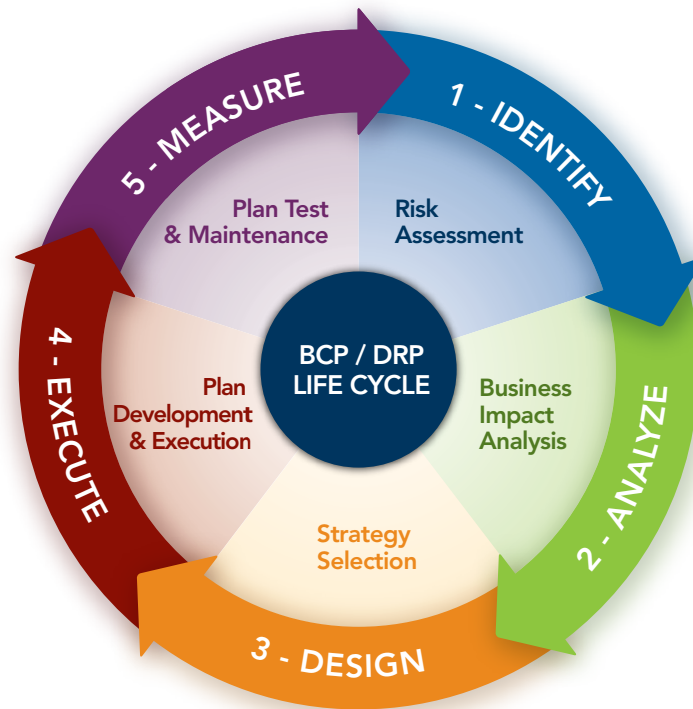 BCP / DRP
LIFE CYCLE
1 - IDENTIFY
Risk
Assessment
2 - ANALYZE
Business
Impact
Analysis
3 - DESIGN
Strategy
Selection
4 - EXECUTE
Plan
Development
& Execution
5 - MEASURE
Plan Test
& Maintenance